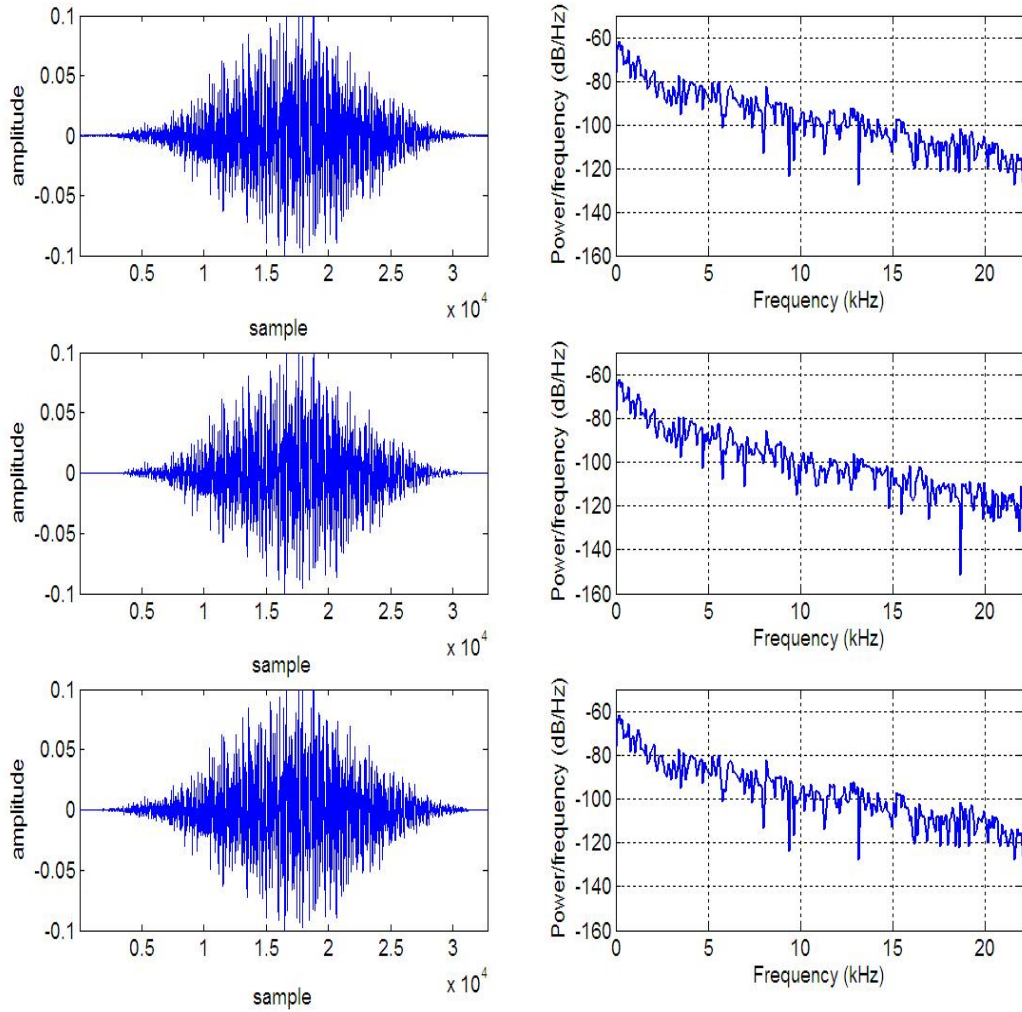 0.1
0.05
0
-0.05
-0.1
amplitude
0.5 1 1.5 2 2.5 3
x 10^4
sample
-60
-80
-100
-120
-140
-160
Power/frequency (dB/Hz)
0 5 10 15 20
Frequency (kHz)
0.1
0.05
0
-0.05
-0.1
amplitude
0.5 1 1.5 2 2.5 3
x 10^4
sample
-60
-80
-100
-120
-140
-160
Power/frequency (dB/Hz)
0 5 10 15 20
Frequency (kHz)
0.1
0.05
0
-0.05
-0.1
amplitude
0.5 1 1.5 2 2.5 3
x 10^4
sample
-60
-80
-100
-120
-140
-160
Power/frequency (dB/Hz)
0 5 10 15 20
Frequency (kHz)